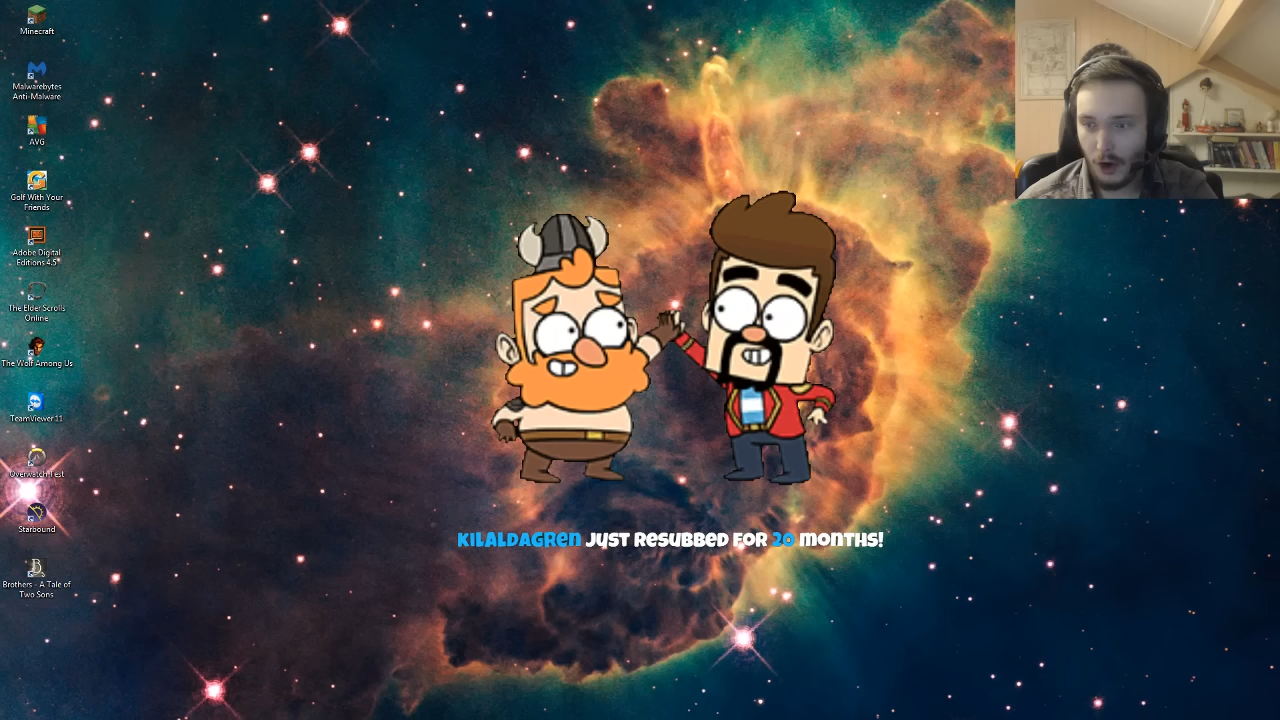 Minecraft
Malwarebytes
Anti-Malware
AVG
Golf With Your
Friends
Adobe Digital
Editions 4.5
The Elder Scrolls
Online
The Wolf Among Us
TeamViewer 11
Overwatch Test
Starbound
Brothers - A Tale of
Two Sons
KILALDAGREN JUST RESUBBED FOR 20 MONTHS!